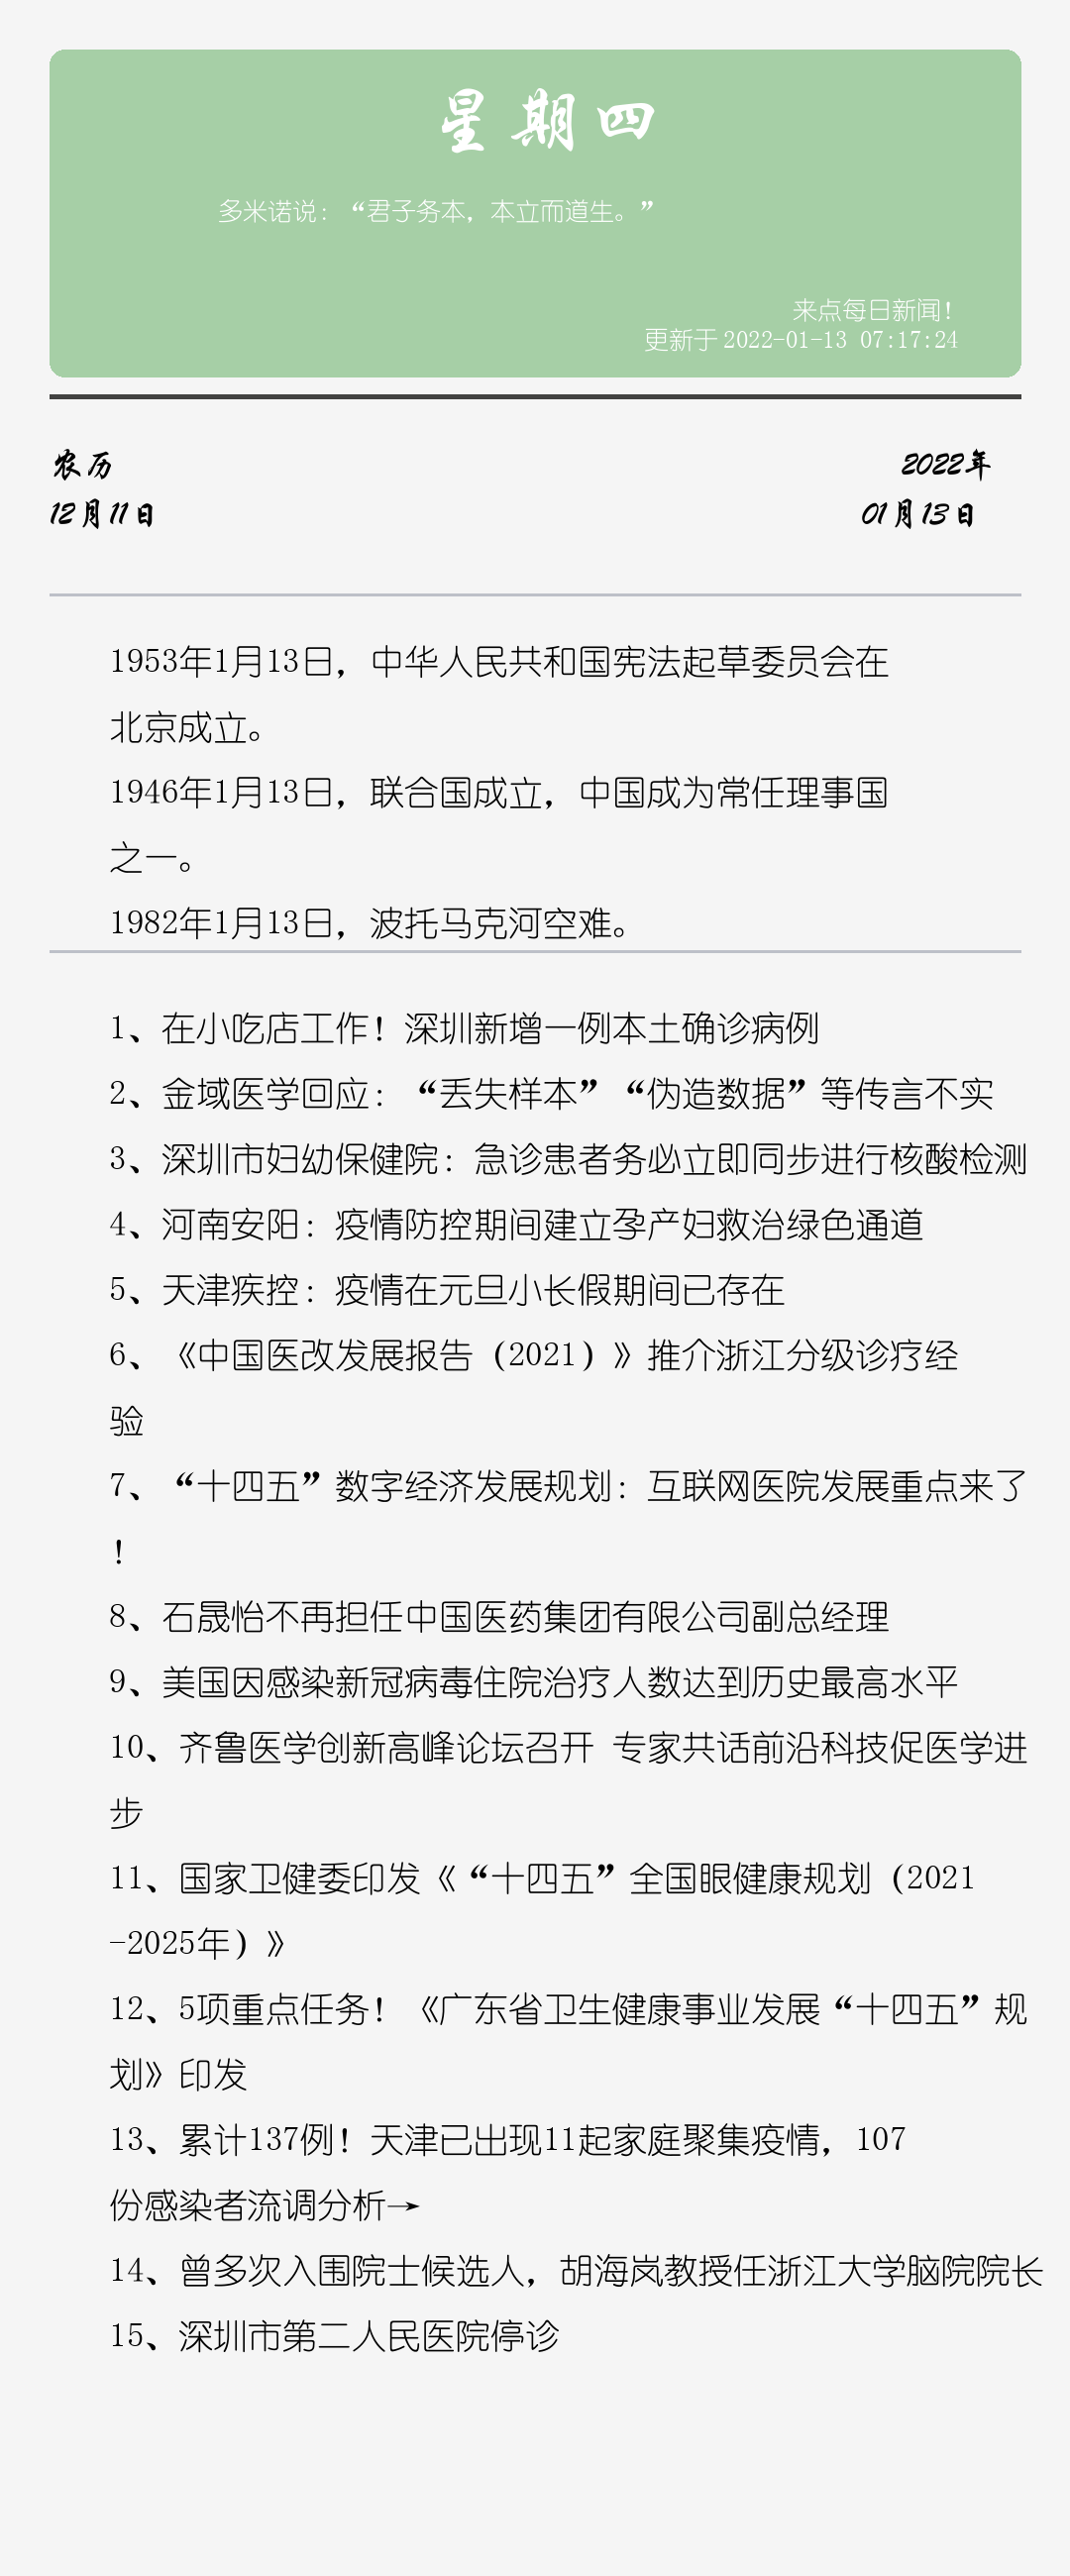 星期四
多米诺说：“君子务本，本立而道生。”
来点每日新闻！
更新于 2022-01-13 07:17:24
农历
2022年
12月11日
01月13日
1953年1月13日，中华人民共和国宪法起草委员会在
北京成立。
1946年1月13日，联合国成立，中国成为常任理事国
之一。
1982年1月13日，波托马克河空难。
1、在小吃店工作！深圳新增一例本土确诊病例
2、金域医学回应：“丢失样本”“伪造数据”等传言不实
3、深圳市妇幼保健院：急诊患者务必立即同步进行核酸检测
4、河南安阳：疫情防控期间建立孕产妇救治绿色通道
5、天津疾控：疫情在元旦小长假期间已存在
6、《中国医改发展报告（2021）》推介浙江分级诊疗经
验
7、“十四五”数字经济发展规划：互联网医院发展重点来了
！
8、石晟怡不再担任中国医药集团有限公司副总经理
9、美国因感染新冠病毒住院治疗人数达到历史最高水平
10、齐鲁医学创新高峰论坛召开 专家共话前沿科技促医学进
步
11、国家卫健委印发《“十四五”全国眼健康规划（2021
-2025年）》
12、5项重点任务！《广东省卫生健康事业发展“十四五”规
划》印发
13、累计137例！天津已出现11起家庭聚集疫情，107
份感染者流调分析→
14、曾多次入围院士候选人，胡海岚教授任浙江大学脑院院长
15、深圳市第二人民医院停诊